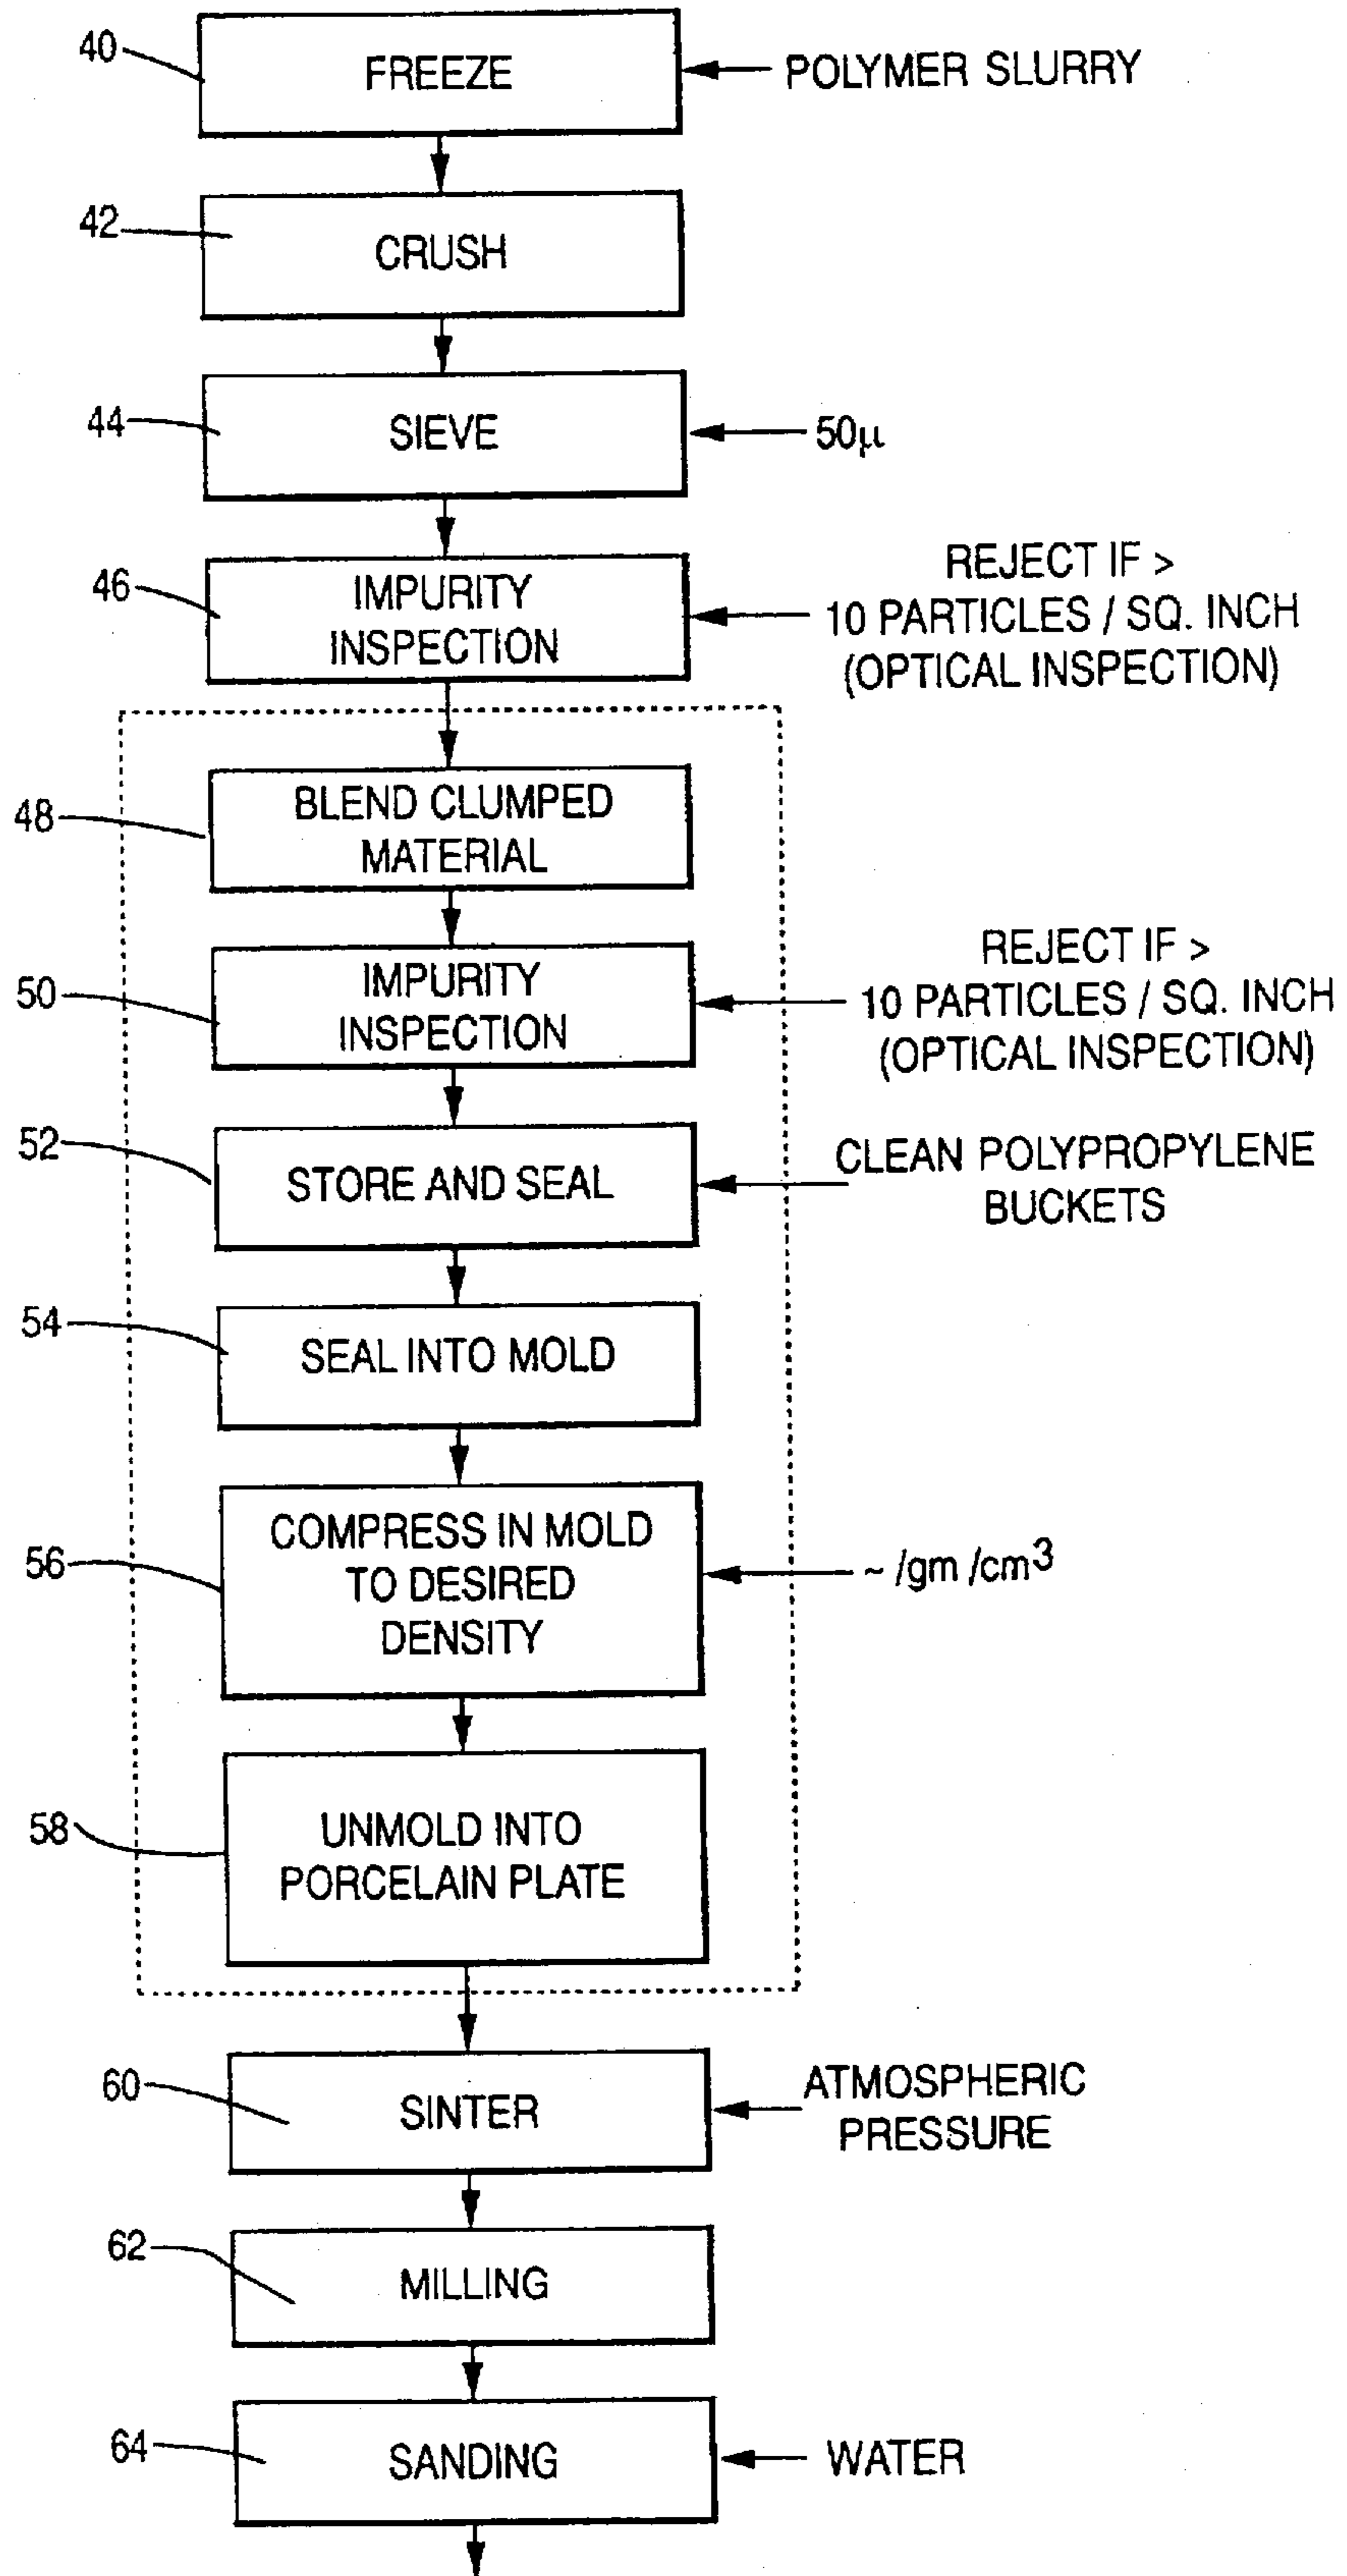 40
FREEZE
POLYMER SLURRY
42
CRUSH
44
SIEVE
50μ
46
IMPURITY
INSPECTION
REJECT IF >
10 PARTICLES / SQ. INCH
(OPTICAL INSPECTION)
48
BLEND CLUMPED
MATERIAL
50
IMPURITY
INSPECTION
REJECT IF >
10 PARTICLES / SQ. INCH
(OPTICAL INSPECTION)
52
STORE AND SEAL
CLEAN POLYPROPYLENE
BUCKETS
54
SEAL INTO MOLD
56
COMPRESS IN MOLD
TO DESIRED
DENSITY
~ /gm /cm³
58
UNMOLD INTO
PORCELAIN PLATE
60
SINTER
ATMOSPHERIC
PRESSURE
62
MILLING
64
SANDING
WATER